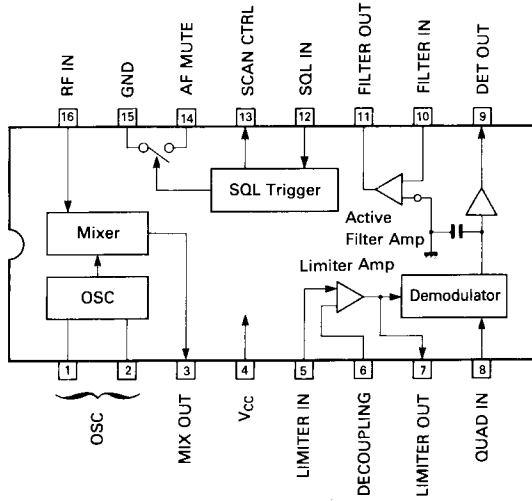 RF IN
GND
AF MUTE
SCAN CTRL
SQL IN
FILTER OUT
FILTER IN
DET OUT
16
15
14
13
12
11
10
9
SQL Trigger
Active
Filter Amp
Mixer
Limiter Amp
OSC
Demodulator
1
2
3
4
5
6
7
8
OSC
MIX OUT
VCC
LIMITER IN
DECOUPLING
LIMITER OUT
QUAD IN